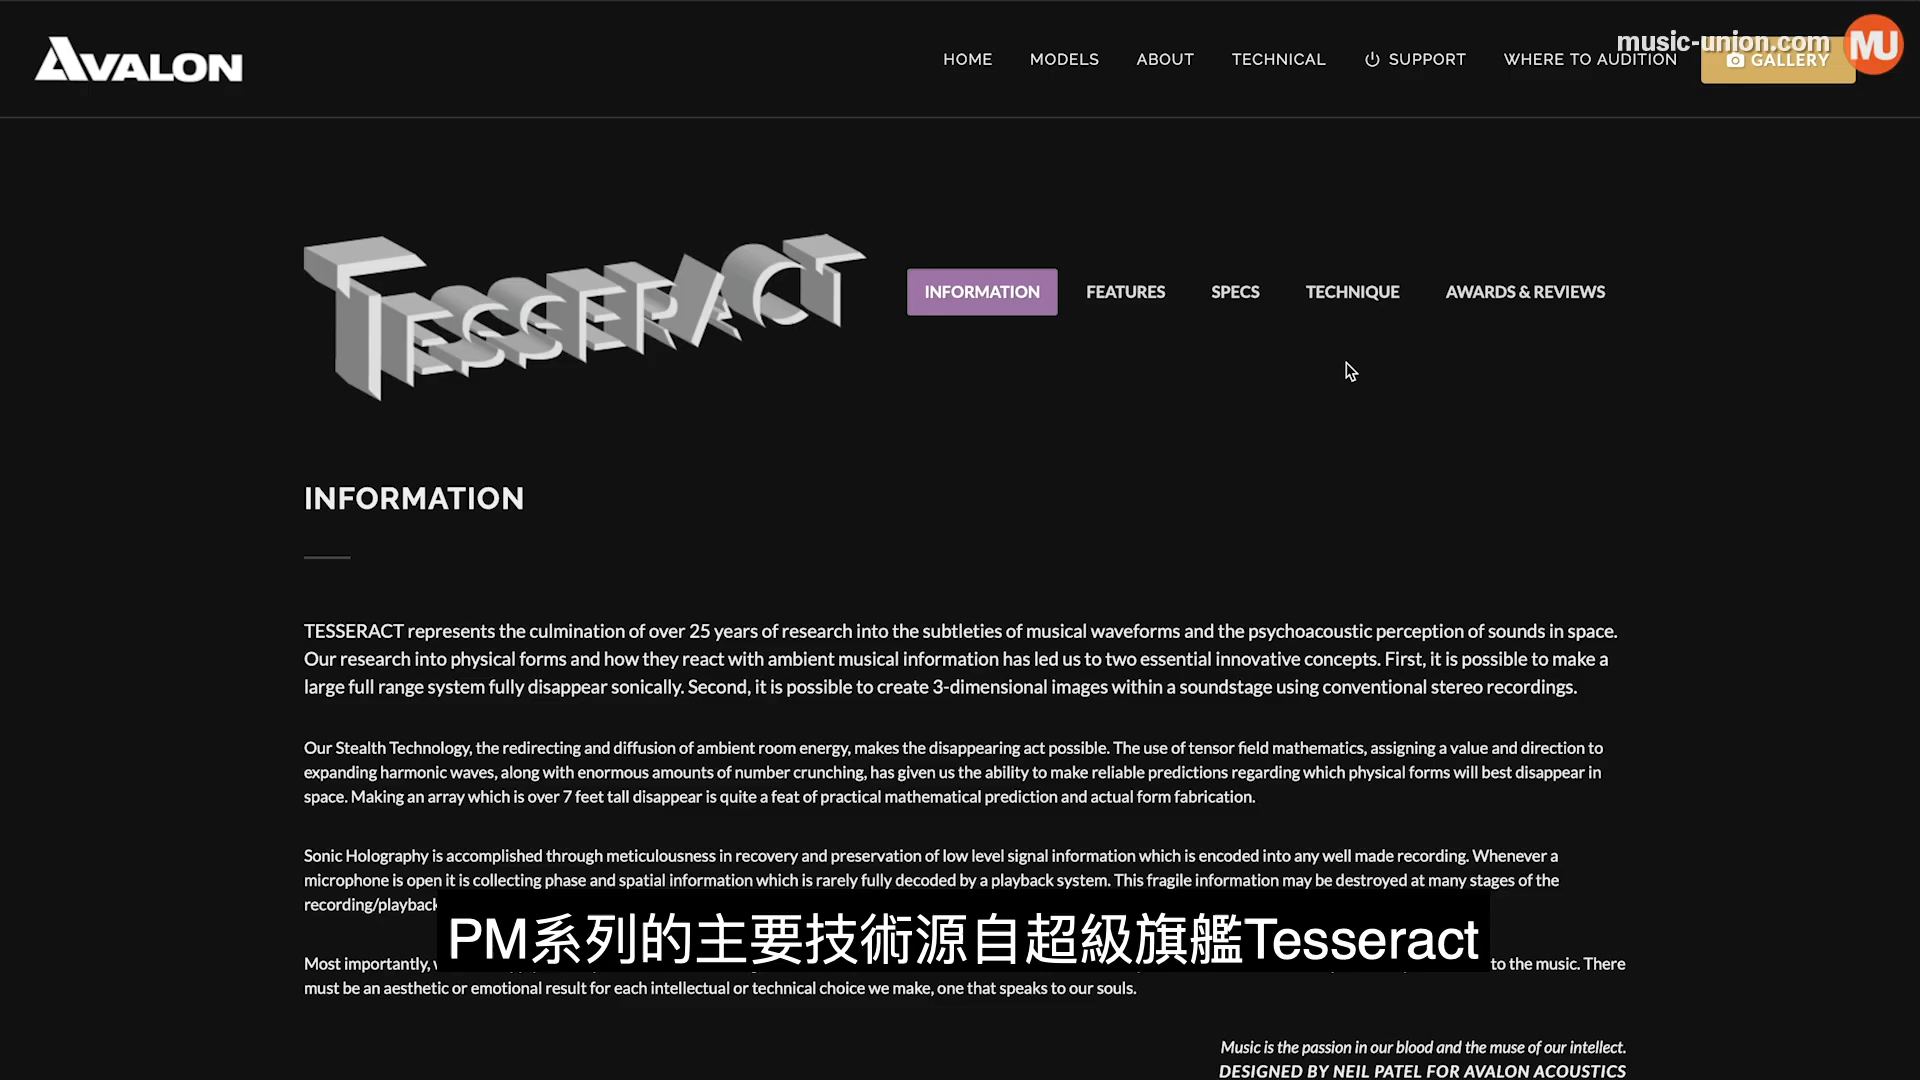 AVALON
HOME MODELS ABOUT TECHNICAL SUPPORT WHERE TO AUDITION GALLERY
music-union.com MU
TESSERACT
INFORMATION FEATURES SPECS TECHNIQUE AWARDS & REVIEWS
INFORMATION
TESSERACT represents the culmination of over 25 years of research into the subtleties of musical waveforms and the psychoacoustic perception of sounds in space.
Our research into physical forms and how they react with ambient musical information has led us to two essential innovative concepts. First, it is possible to make a
large full range system fully disappear sonically. Second, it is possible to create 3-dimensional images within a soundstage using conventional stereo recordings.
Our Stealth Technology, the redirecting and diffusion of ambient room energy, makes the disappearing act possible. The use of tensor field mathematics, assigning a value and direction to
expanding harmonic waves, along with enormous amounts of number crunching, has given us the ability to make reliable predictions regarding which physical forms will best disappear in
space. Making an array which is over 7 feet tall disappear is quite a feat of practical mathematical prediction and actual form fabrication.
Sonic Holography is accomplished through meticulousness in recovery and preservation of low level signal information which is encoded into any well made recording. Whenever a
microphone is open it is collecting phase and spatial information which is rarely fully decoded by a playback system. This fragile information may be destroyed at many stages of the
recording/playback
PM系列的主要技術源自超級旗艦Tesseract
Most importantly, to the music. There
must be an aesthetic or emotional result for each intellectual or technical choice we make, one that speaks to our souls.
Music is the passion in our blood and the muse of our intellect.
DESIGNED BY NEIL PATEL FOR AVALON ACOUSTICS